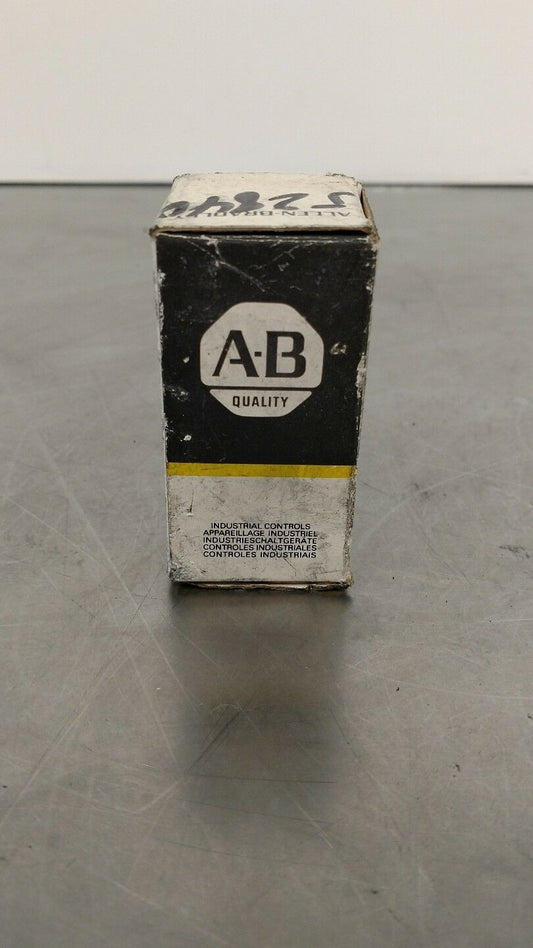 ALLEN-BRADLEY
A-B
QUALITY
INDUSTRIAL CONTROLS
APPAREILLAGE INDUSTRIEL
INDUSTRIESCHALTGERÄTE
CONTROLES INDUSTRIALES
CONTROLES INDUSTRIAIS